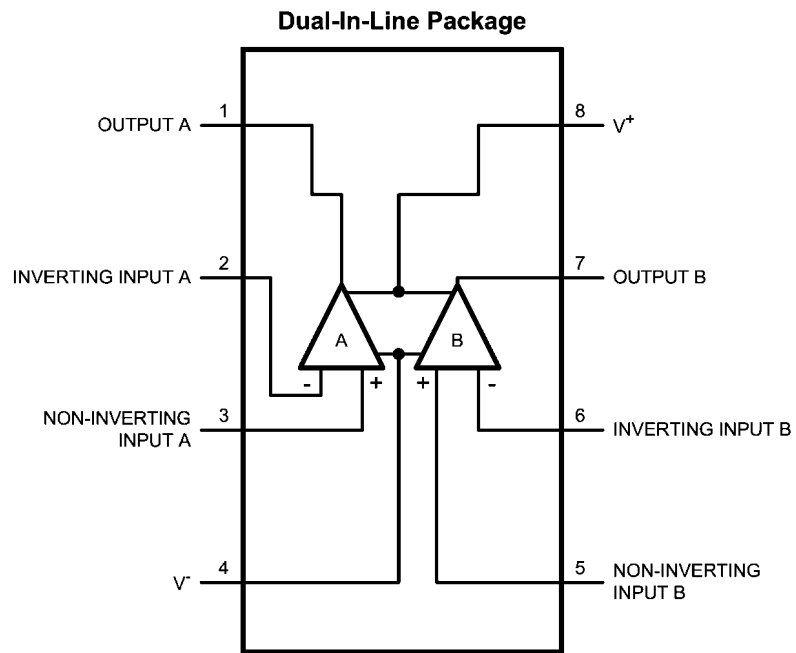 Dual-In-Line Package
1
OUTPUT A
8
V+
2
INVERTING INPUT A
7
OUTPUT B
A
B
-
+
+
-
3
NON-INVERTING
INPUT A
6
INVERTING INPUT B
4
V-
5
NON-INVERTING
INPUT B